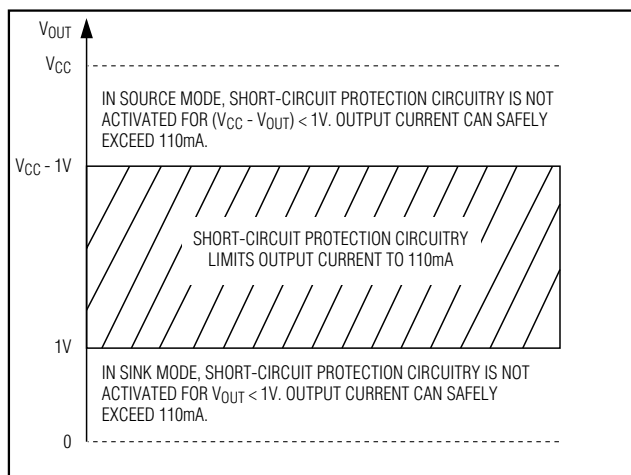 VOUT
VCC
IN SOURCE MODE, SHORT-CIRCUIT PROTECTION CIRCUITRY IS NOT
ACTIVATED FOR (VCC - VOUT) < 1V. OUTPUT CURRENT CAN SAFELY
EXCEED 110mA.
VCC - 1V
SHORT-CIRCUIT PROTECTION CIRCUITRY
LIMITS OUTPUT CURRENT TO 110mA
1V
IN SINK MODE, SHORT-CIRCUIT PROTECTION CIRCUITRY IS NOT
ACTIVATED FOR VOUT < 1V. OUTPUT CURRENT CAN SAFELY
EXCEED 110mA.
0